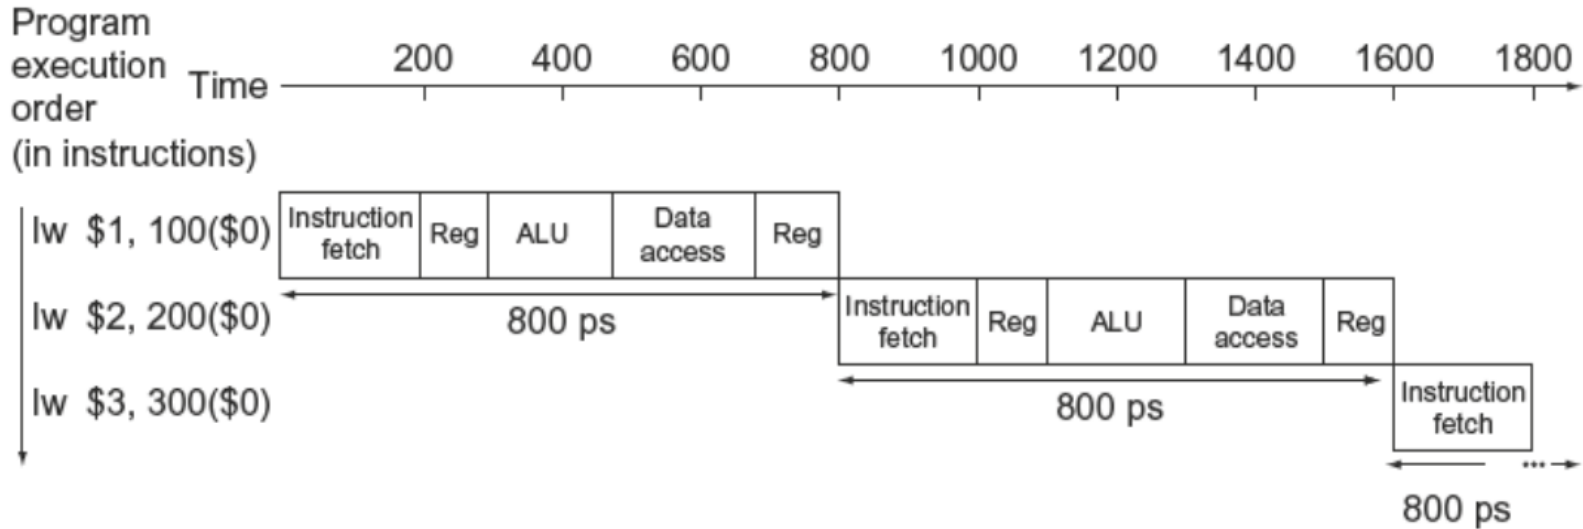 Program
execution
order
(in instructions)
Time
200 400 600 800 1000 1200 1400 1600 1800
lw $1, 100($0)
Instruction
fetch
Reg
ALU
Data
access
Reg
800 ps
lw $2, 200($0)
Instruction
fetch
Reg
ALU
Data
access
Reg
800 ps
lw $3, 300($0)
Instruction
fetch
...
800 ps